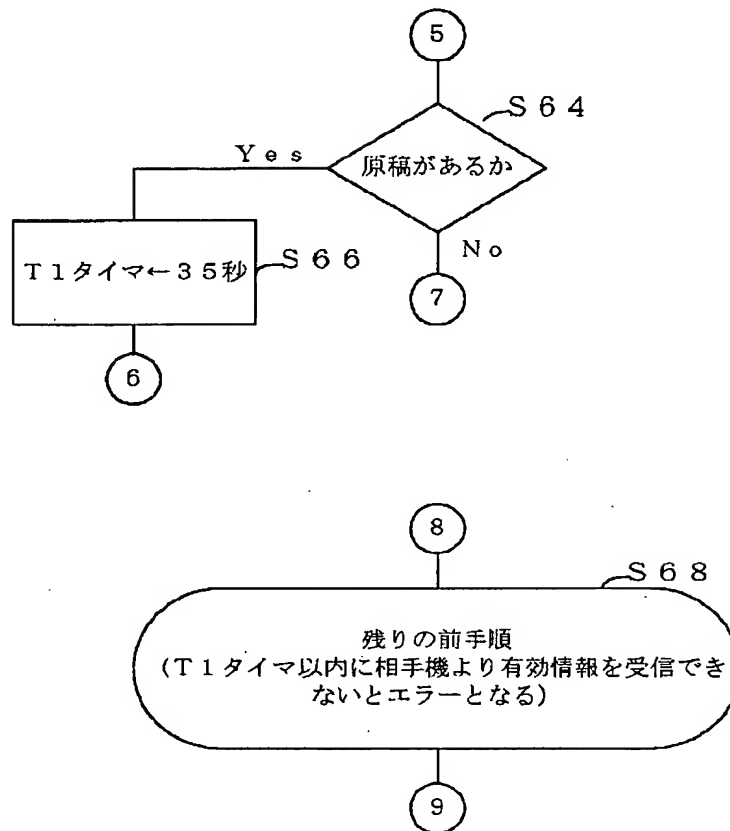 5
S64
Yes
原稿があるか
T1タイマ←35秒
S66
No
7
6
8
S68
残りの前手順
(T1タイマ以内に相手機より有効情報を受信でき
ないとエラーとなる)
9